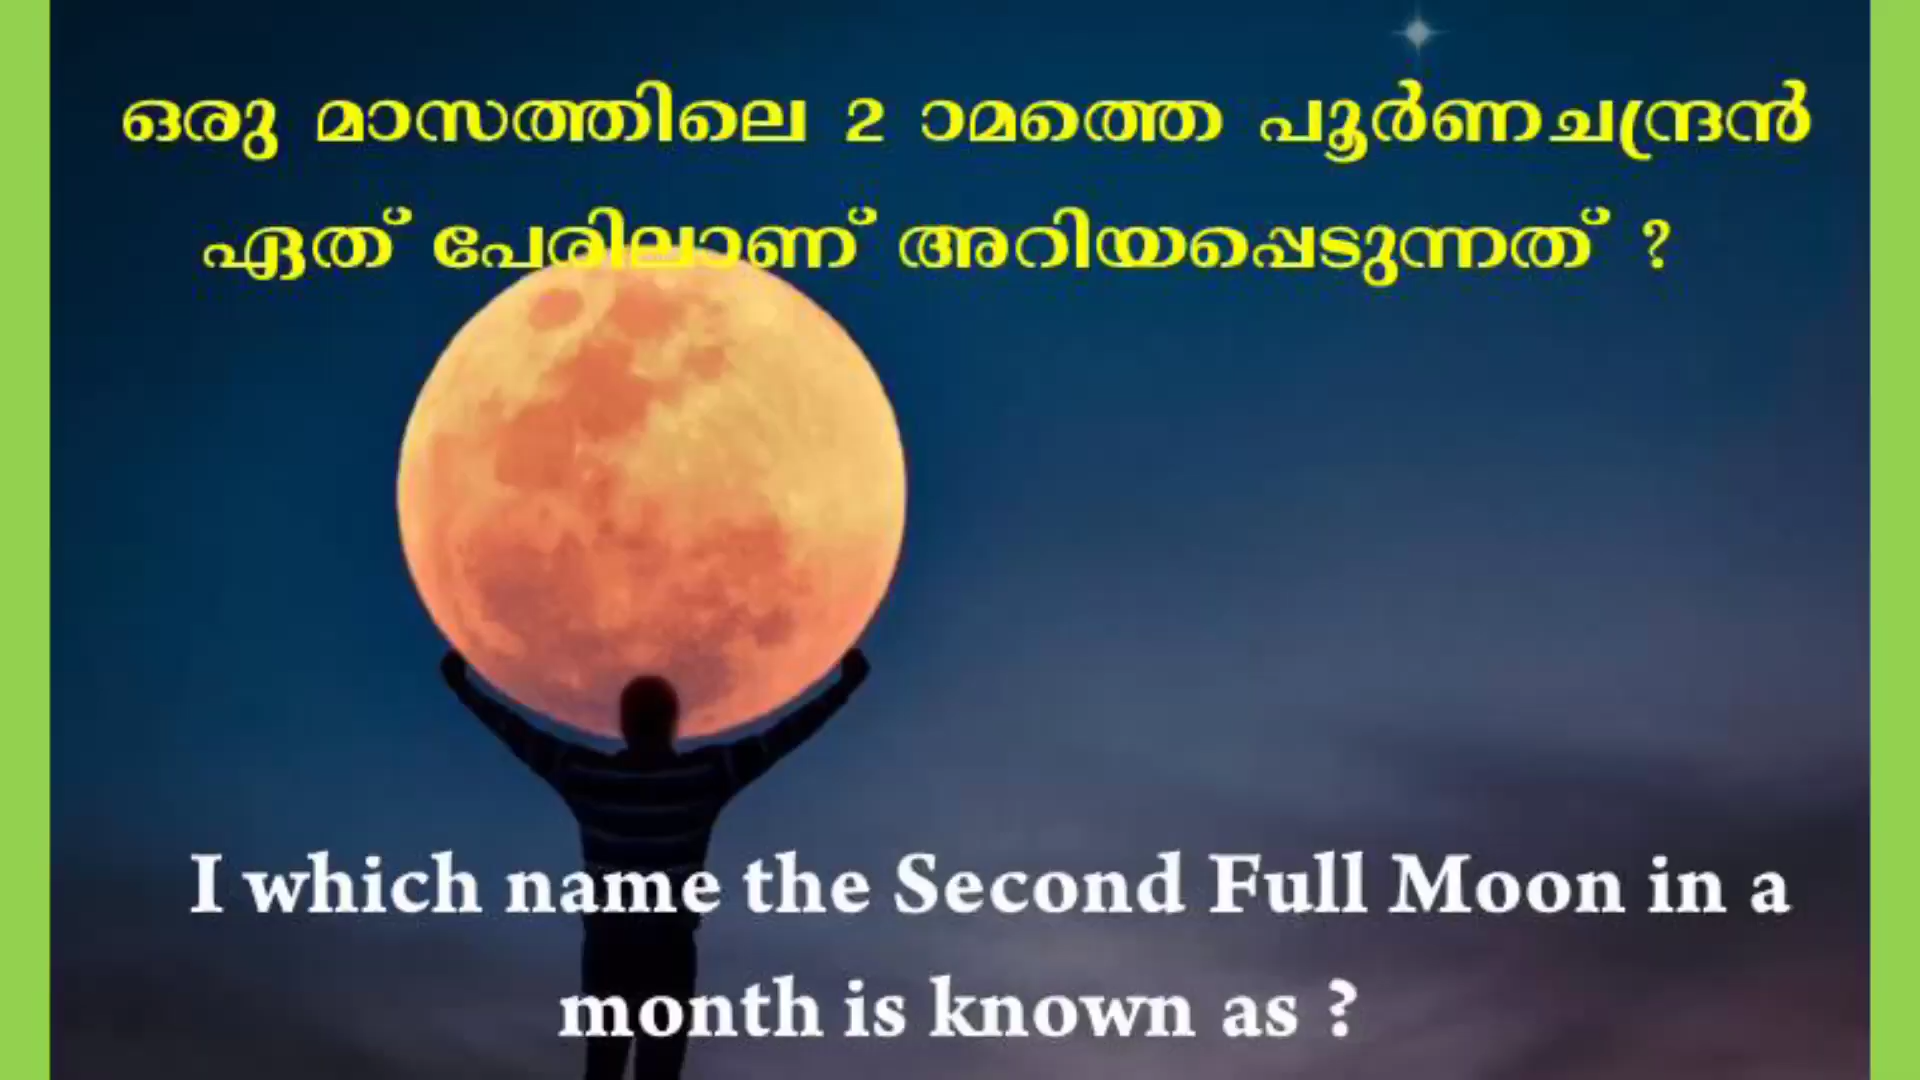 ഒരു മാസത്തിലെ 2 ാമത്തെ പൂർണചന്ദ്രൻ
ഏത് പേരിലാണ് അറിയപ്പെടുന്നത് ?
I which name the Second Full Moon in a
month is known as ?